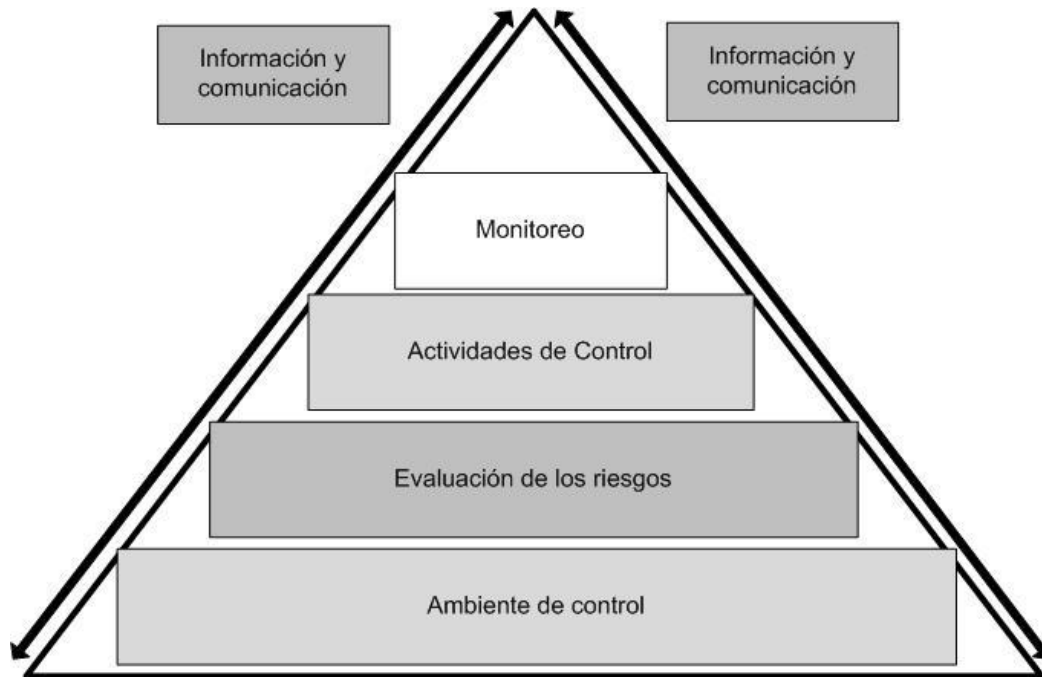 Información y
comunicación
Información y
comunicación
Monitoreo
Actividades de Control
Evaluación de los riesgos
Ambiente de control